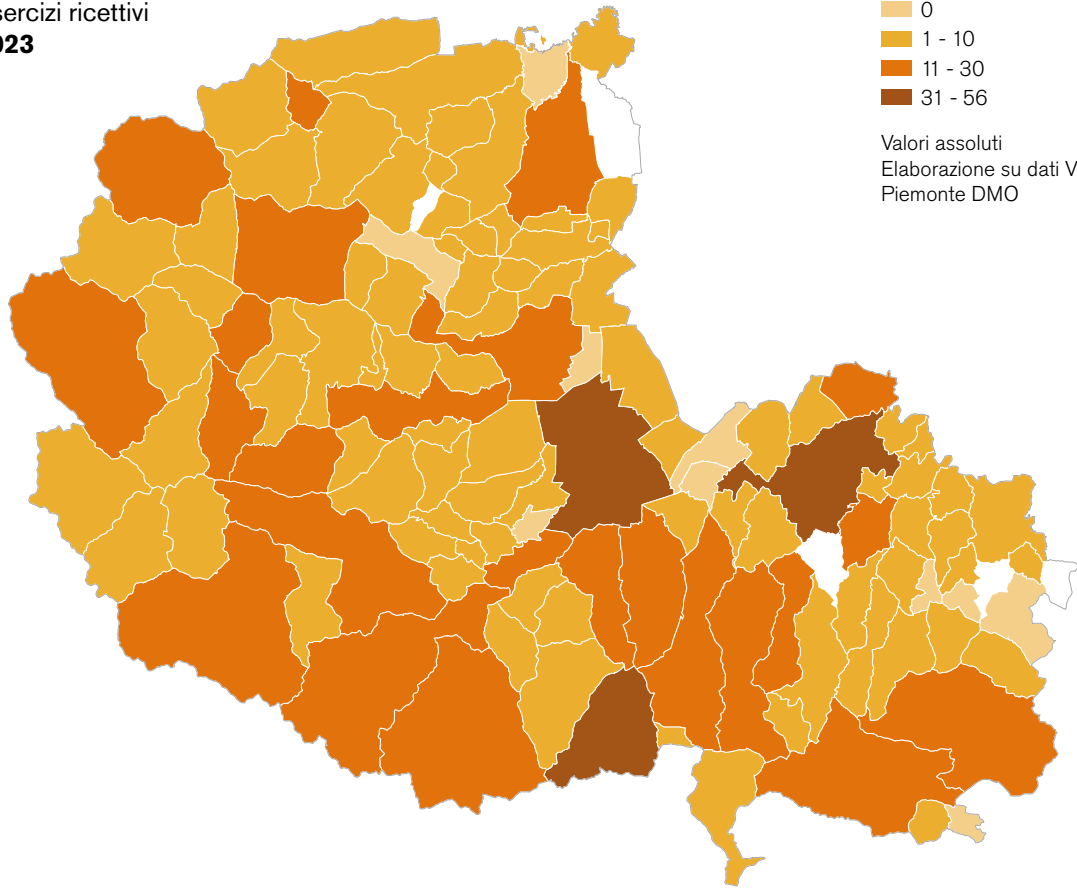 sercizi ricettivi
023
0
1 - 10
11 - 30
31 - 56
Valori assoluti
Elaborazione su dati V
Piemonte DMO